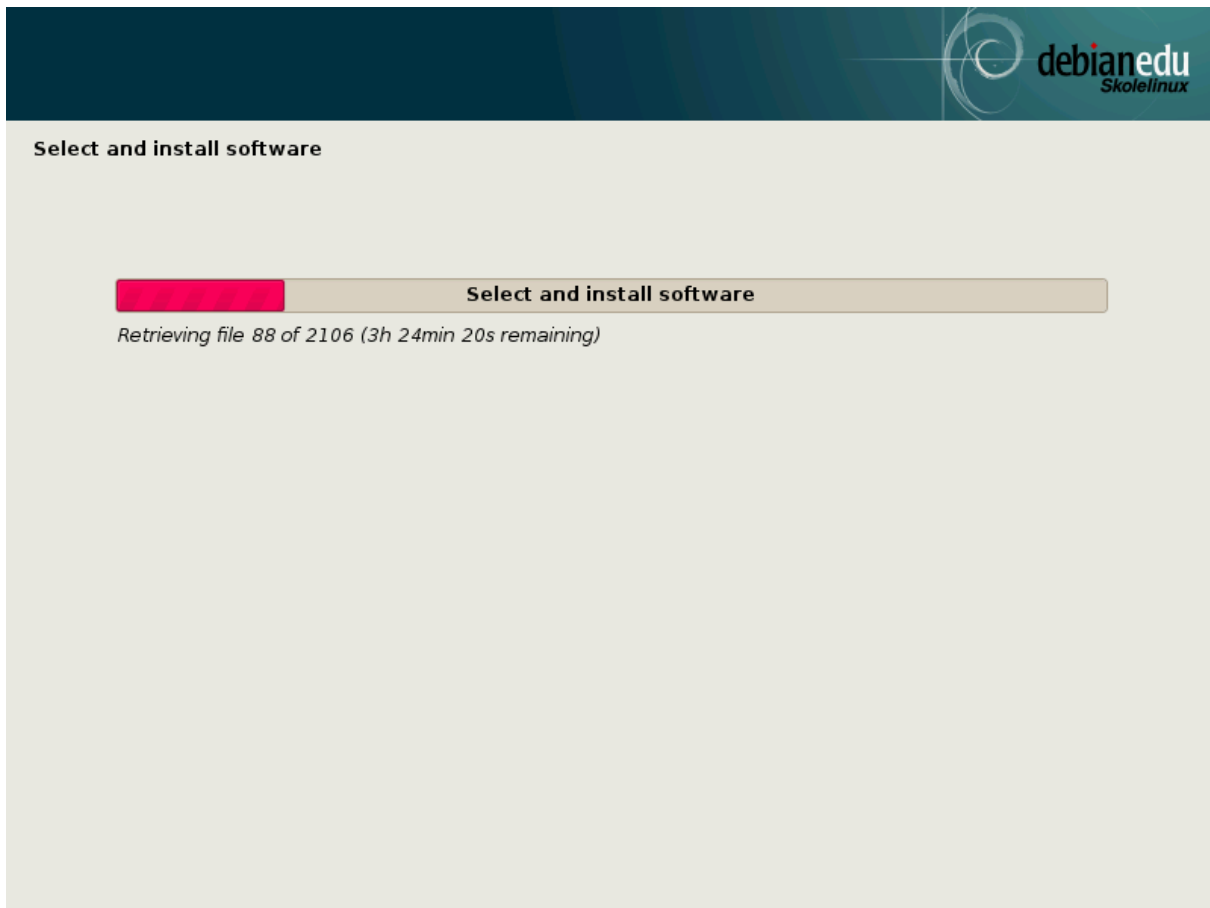 debianedu
Skolelinux
Select and install software
Select and install software
Retrieving file 88 of 2106 (3h 24min 20s remaining)